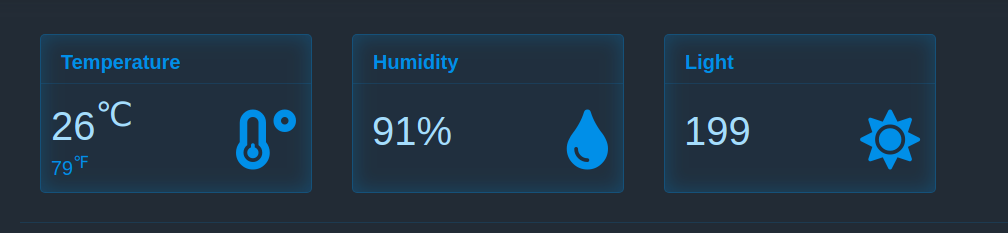 Temperature
26℃
79℉
Humidity
91%
Light
199